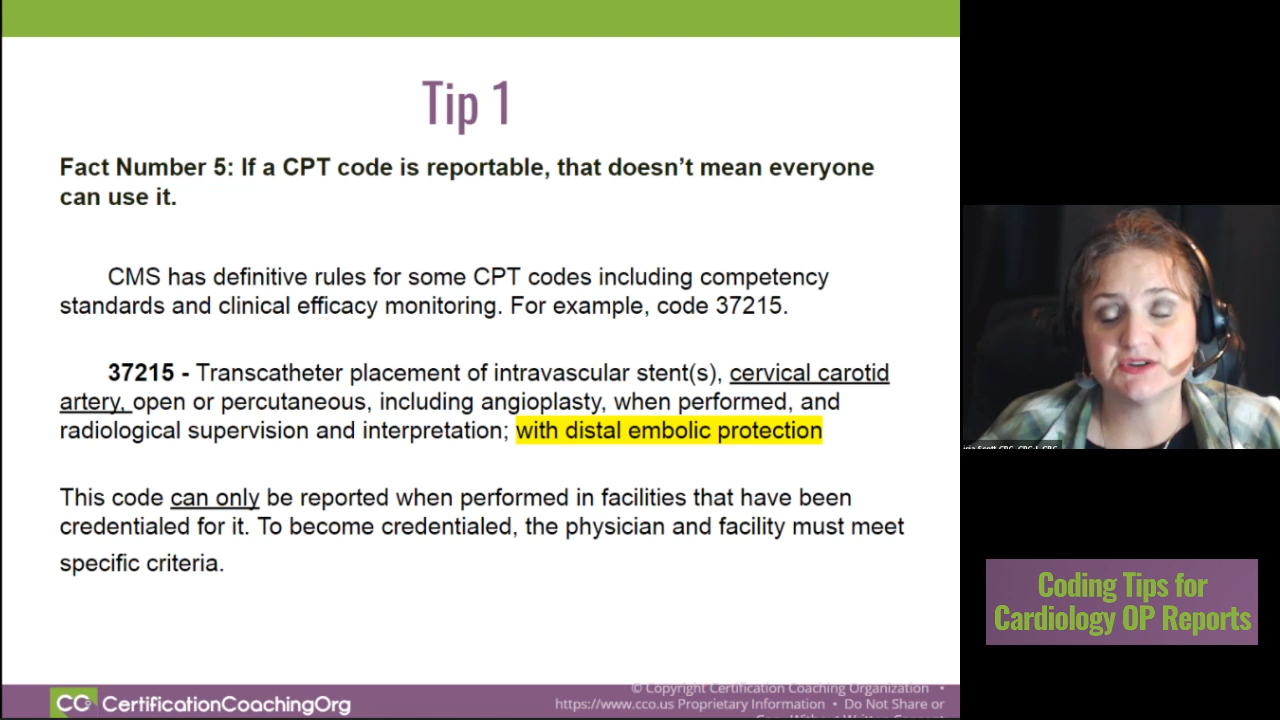 Tip 1
Fact Number 5: If a CPT code is reportable, that doesn't mean everyone
can use it.
CMS has definitive rules for some CPT codes including competency
standards and clinical efficacy monitoring. For example, code 37215.
37215 - Transcatheter placement of intravascular stent(s), cervical carotid
artery, open or percutaneous, including angioplasty, when performed, and
radiological supervision and interpretation; with distal embolic protection
This code can only be reported when performed in facilities that have been
credentialed for it. To become credentialed, the physician and facility must meet
specific criteria.
CertificationCoachingOrg
© Copyright Certification Coaching Organization •
https://www.cco.us Proprietary Information • Do Not Share or
Scott
Coding Tips for
Cardiology OP Reports